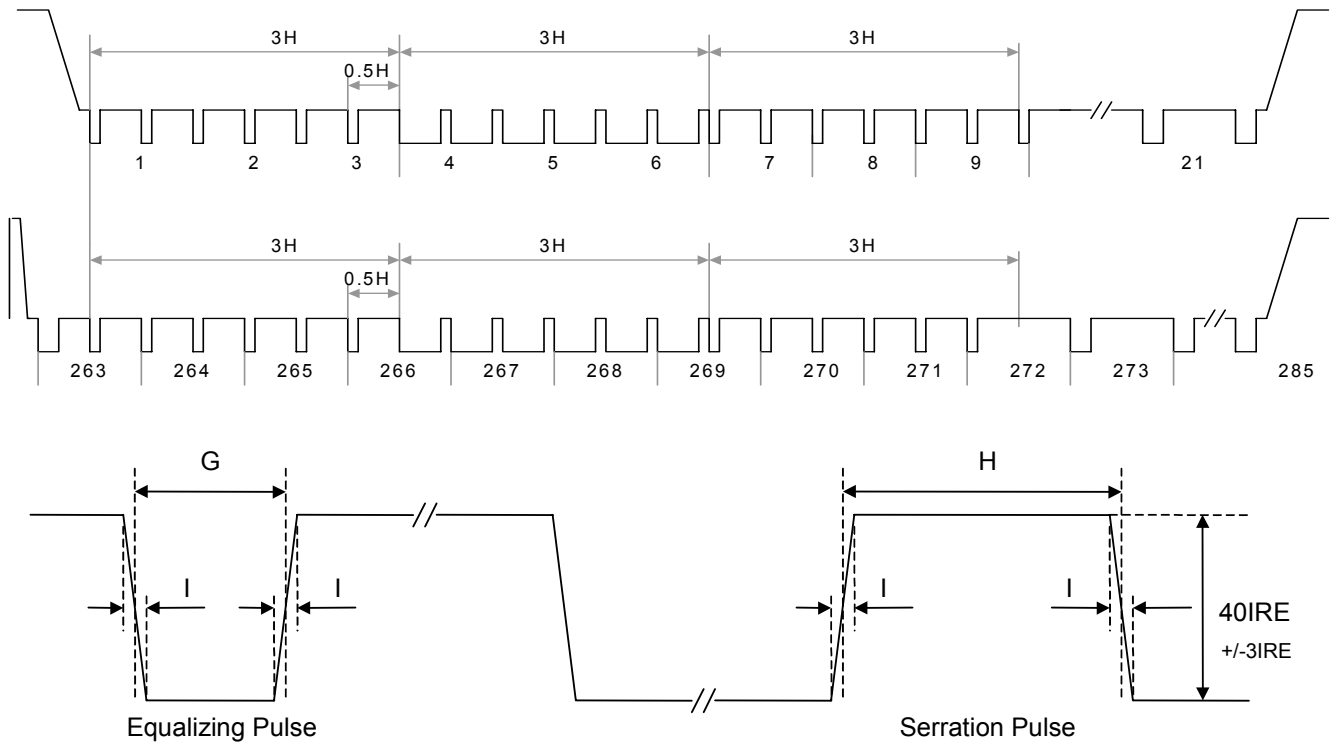 3H 3H 3H
0.5H
1 2 3 4 5 6 7 8 9 21
3H 3H 3H
0.5H
263 264 265 266 267 268 269 270 271 272 273 285
G H
I I I I
40IRE
+/-3IRE
Equalizing Pulse Serration Pulse